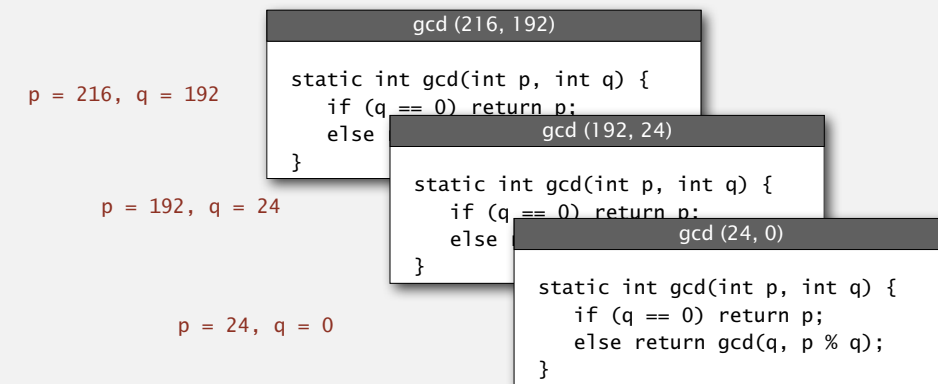 gcd (216, 192)
p = 216, q = 192
static int gcd(int p, int q) {
if (q == 0) return p;
else
}
gcd (192, 24)
p = 192, q = 24
static int gcd(int p, int q) {
if (q == 0) return p;
else
}
gcd (24, 0)
p = 24, q = 0
static int gcd(int p, int q) {
if (q == 0) return p;
else return gcd(q, p % q);
}